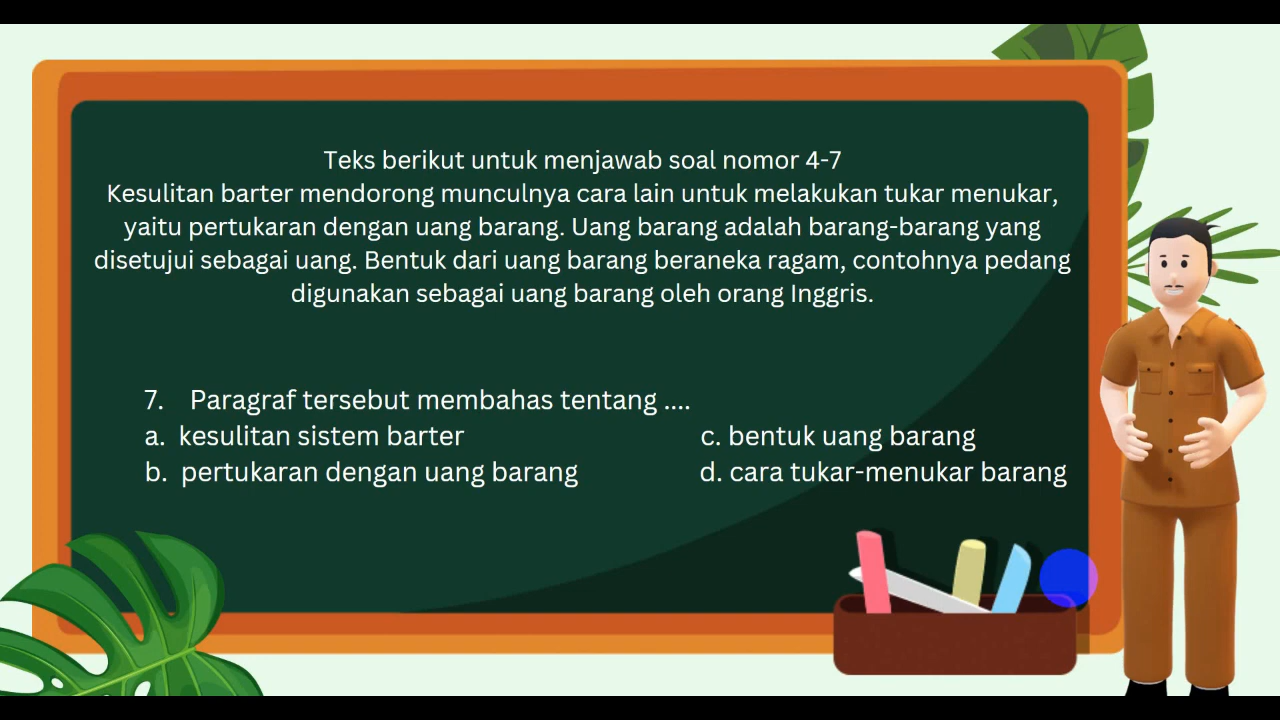 Teks berikut untuk menjawab soal nomor 4-7
Kesulitan barter mendorong munculnya cara lain untuk melakukan tukar menukar,
yaitu pertukaran dengan uang barang. Uang barang adalah barang-barang yang
disetujui sebagai uang. Bentuk dari uang barang beraneka ragam, contohnya pedang
digunakan sebagai uang barang oleh orang Inggris.
7. Paragraf tersebut membahas tentang ....
a. kesulitan sistem barter
b. pertukaran dengan uang barang
c. bentuk uang barang
d. cara tukar-menukar barang